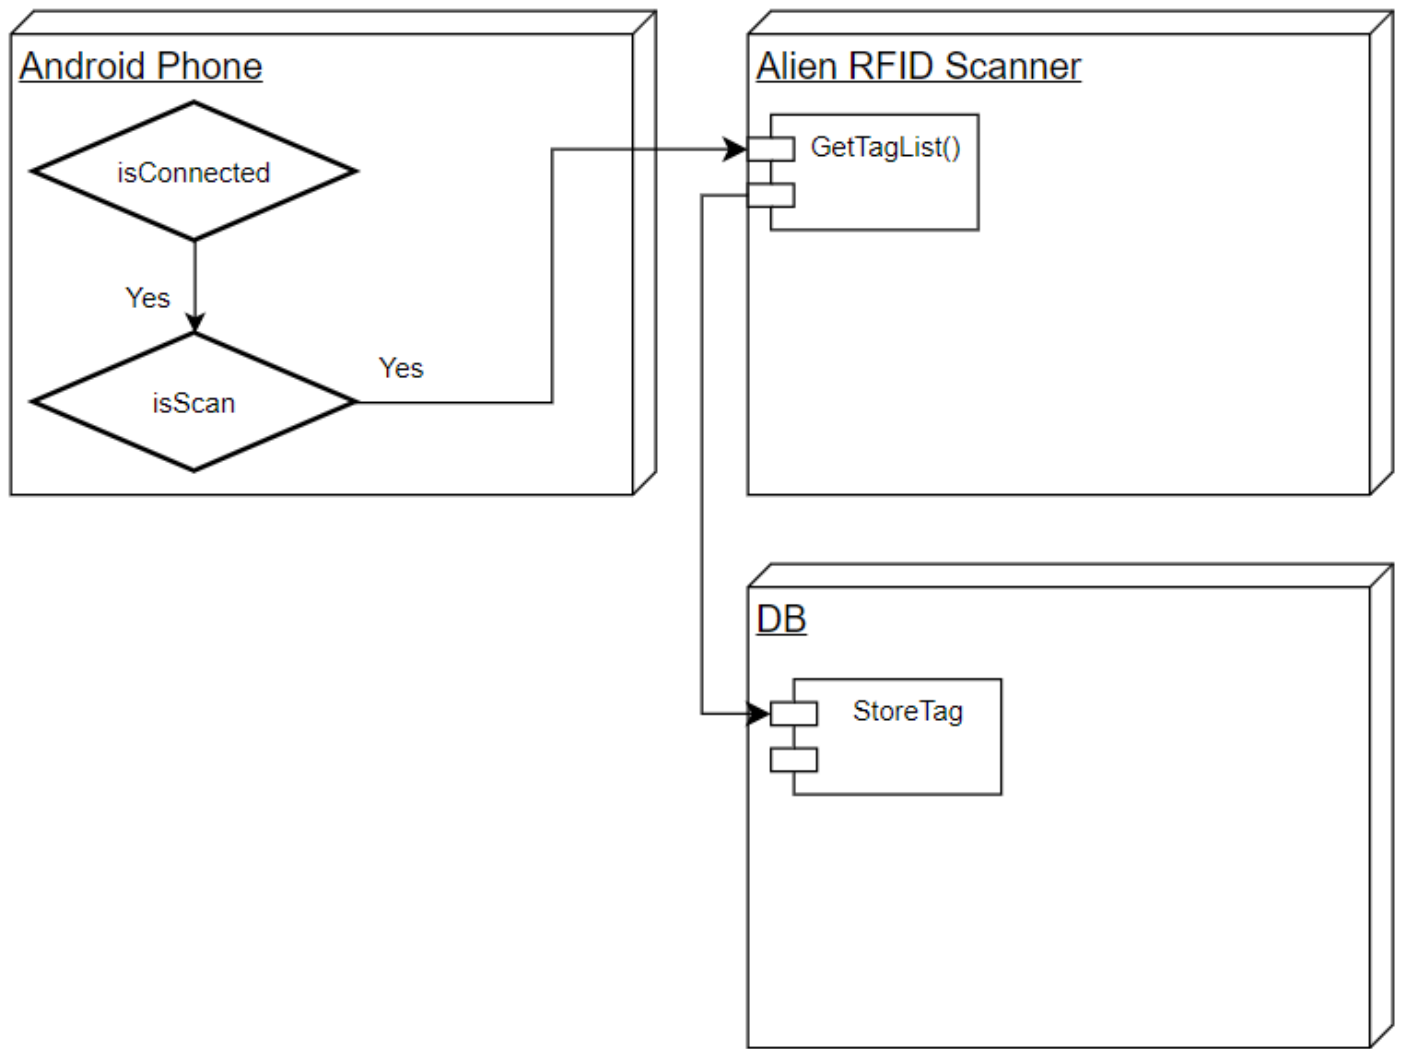 Android Phone
isConnected
Yes
isScan
Yes
Alien RFID Scanner
GetTagList()
DB
StoreTag